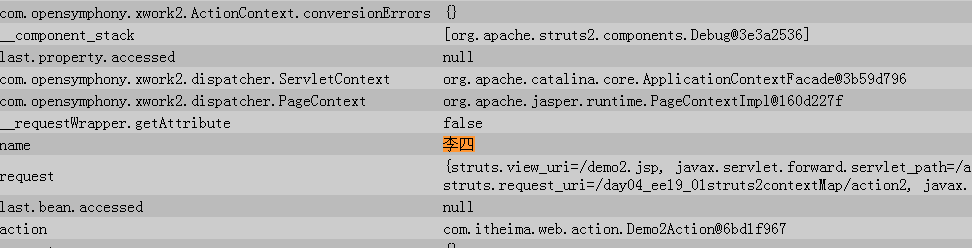 com.opensymphony.xwork2.ActionContext.conversionErrors {}
__component_stack [org.apache.struts2.components.Debug@3e3a2536]
last.property.accessed null
com.opensymphony.xwork2.dispatcher.ServletContext org.apache.catalina.core.ApplicationContextFacade@3b59d796
com.opensymphony.xwork2.dispatcher.PageContext org.apache.jasper.runtime.PageContextImpl@160d227f
__requestWrapper.getAttribute false
name 李四
request {struts.view_uri=/demo2.jsp, javax.servlet.forward.servlet_path=/a
struts.request_uri=/day04_ee19_01struts2contextMap/action2, javax.
last.bean.accessed null
action com.itheima.web.action.Demo2Action@6bd1f967